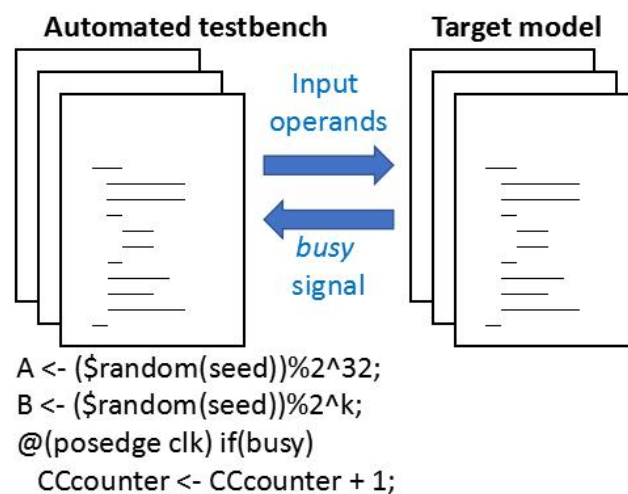 Automated testbench
Target model
Input
operands
busy
signal
A <- ($random(seed))%2^32;
B <- ($random(seed))%2^k;
@(posedge clk) if(busy)
CCcounter <- CCcounter + 1;